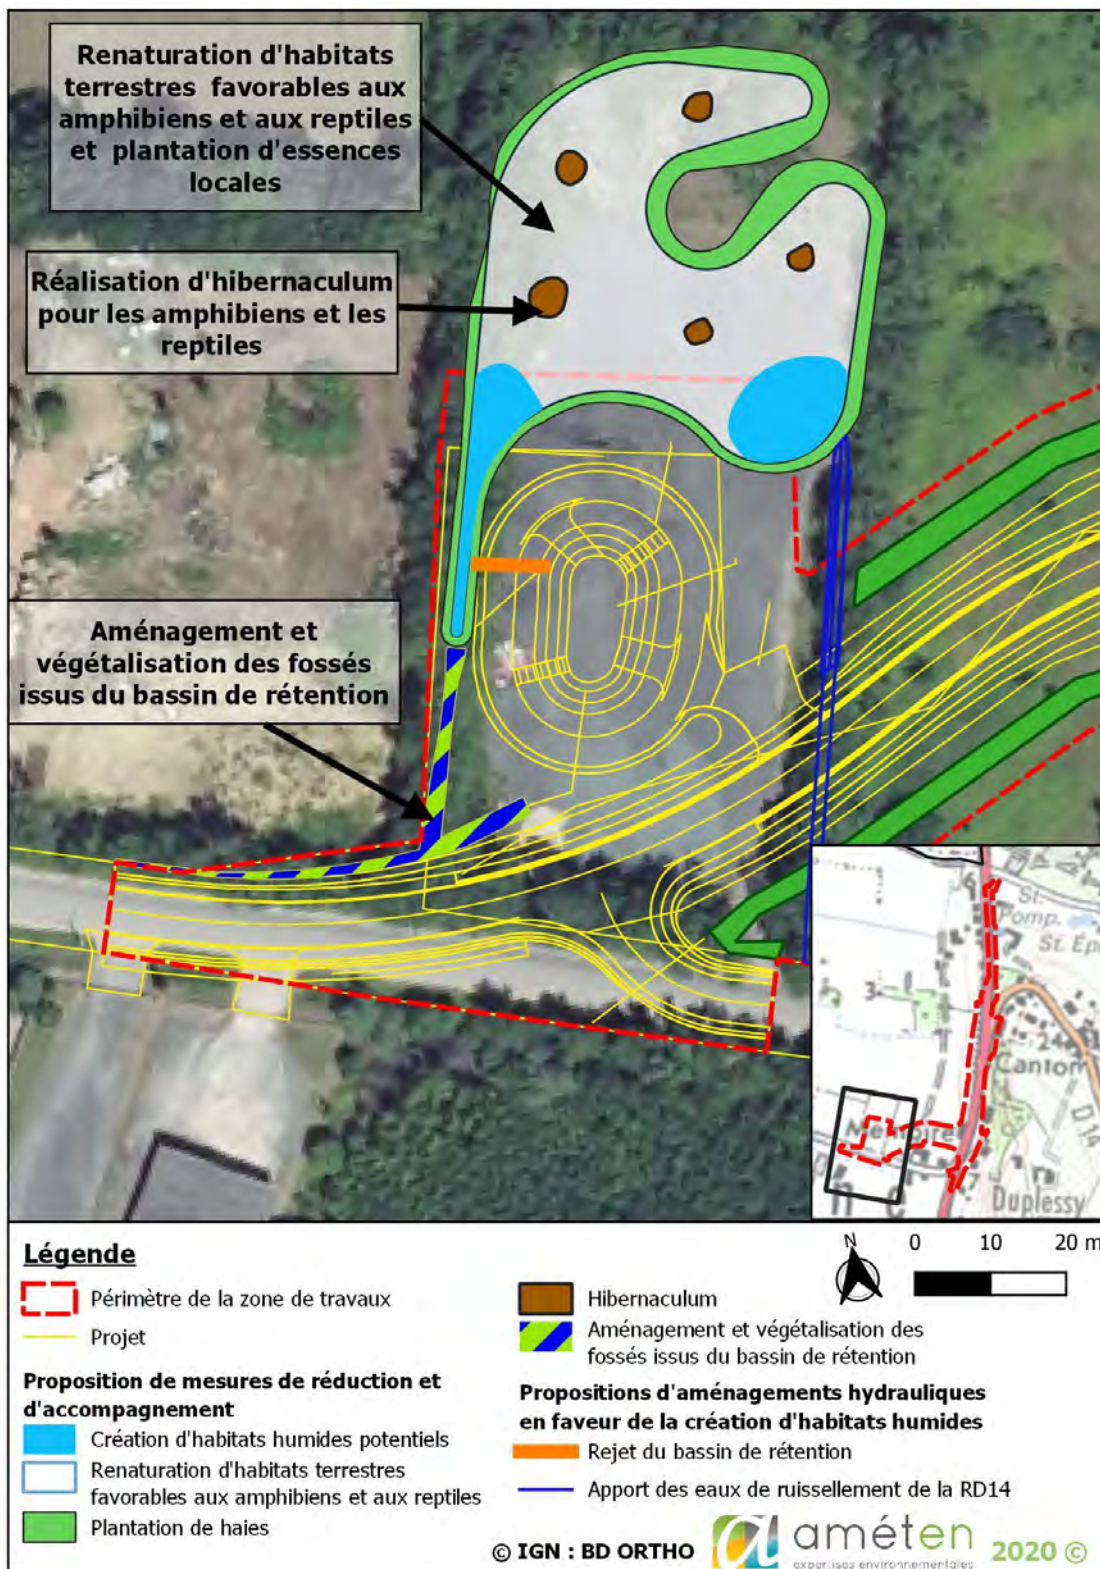 Renaturation d'habitats
terrestres favorables aux
amphibiens et aux reptiles
et plantation d'essences
locales
Réalisation d'hibernaculum
pour les amphibiens et les
reptiles
Aménagement et
végétalisation des fossés
issus du bassin de rétention
St.
Pomp.
Canton
D 14
Duplessy
Légende
Périmètre de la zone de travaux
Projet
Proposition de mesures de réduction et
d'accompagnement
Création d'habitats humides potentiels
Renaturation d'habitats terrestres
favorables aux amphibiens et aux reptiles
Plantation de haies
N
0 10 20 m
Hibernaculum
Aménagement et végétalisation des
fossés issus du bassin de rétention
Propositions d'aménagements hydrauliques
en faveur de la création d'habitats humides
Rejet du bassin de rétention
Apport des eaux de ruissellement de la RD14
© IGN : BD ORTHO
a améten
expertises environnementales
2020 ©